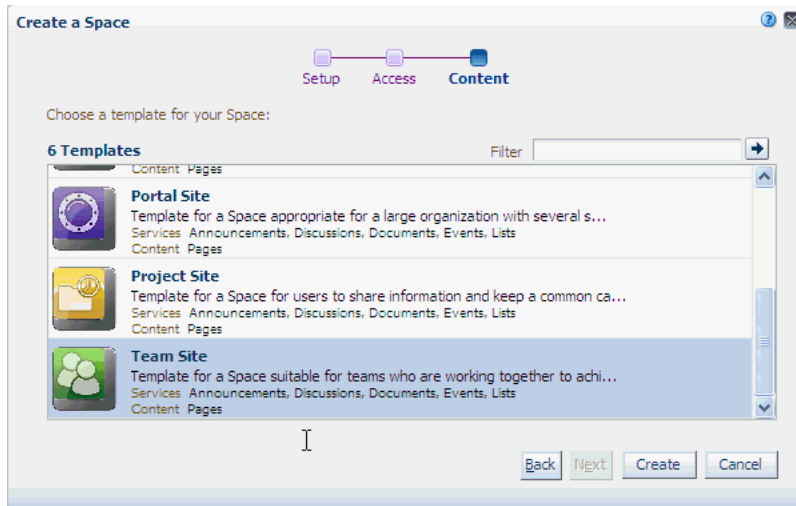 Create a Space
Setup Access Content
Choose a template for your Space:
6 Templates Filter
Content Pages
Portal Site
Template for a Space appropriate for a large organization with several s...
Services Announcements, Discussions, Documents, Events, Lists
Content Pages
Project Site
Template for a Space for users to share information and keep a common ca...
Services Announcements, Discussions, Documents, Events, Lists
Content Pages
Team Site
Template for a Space suitable for teams who are working together to achi...
Services Announcements, Discussions, Documents, Events, Lists
Content Pages
Back Next Create Cancel